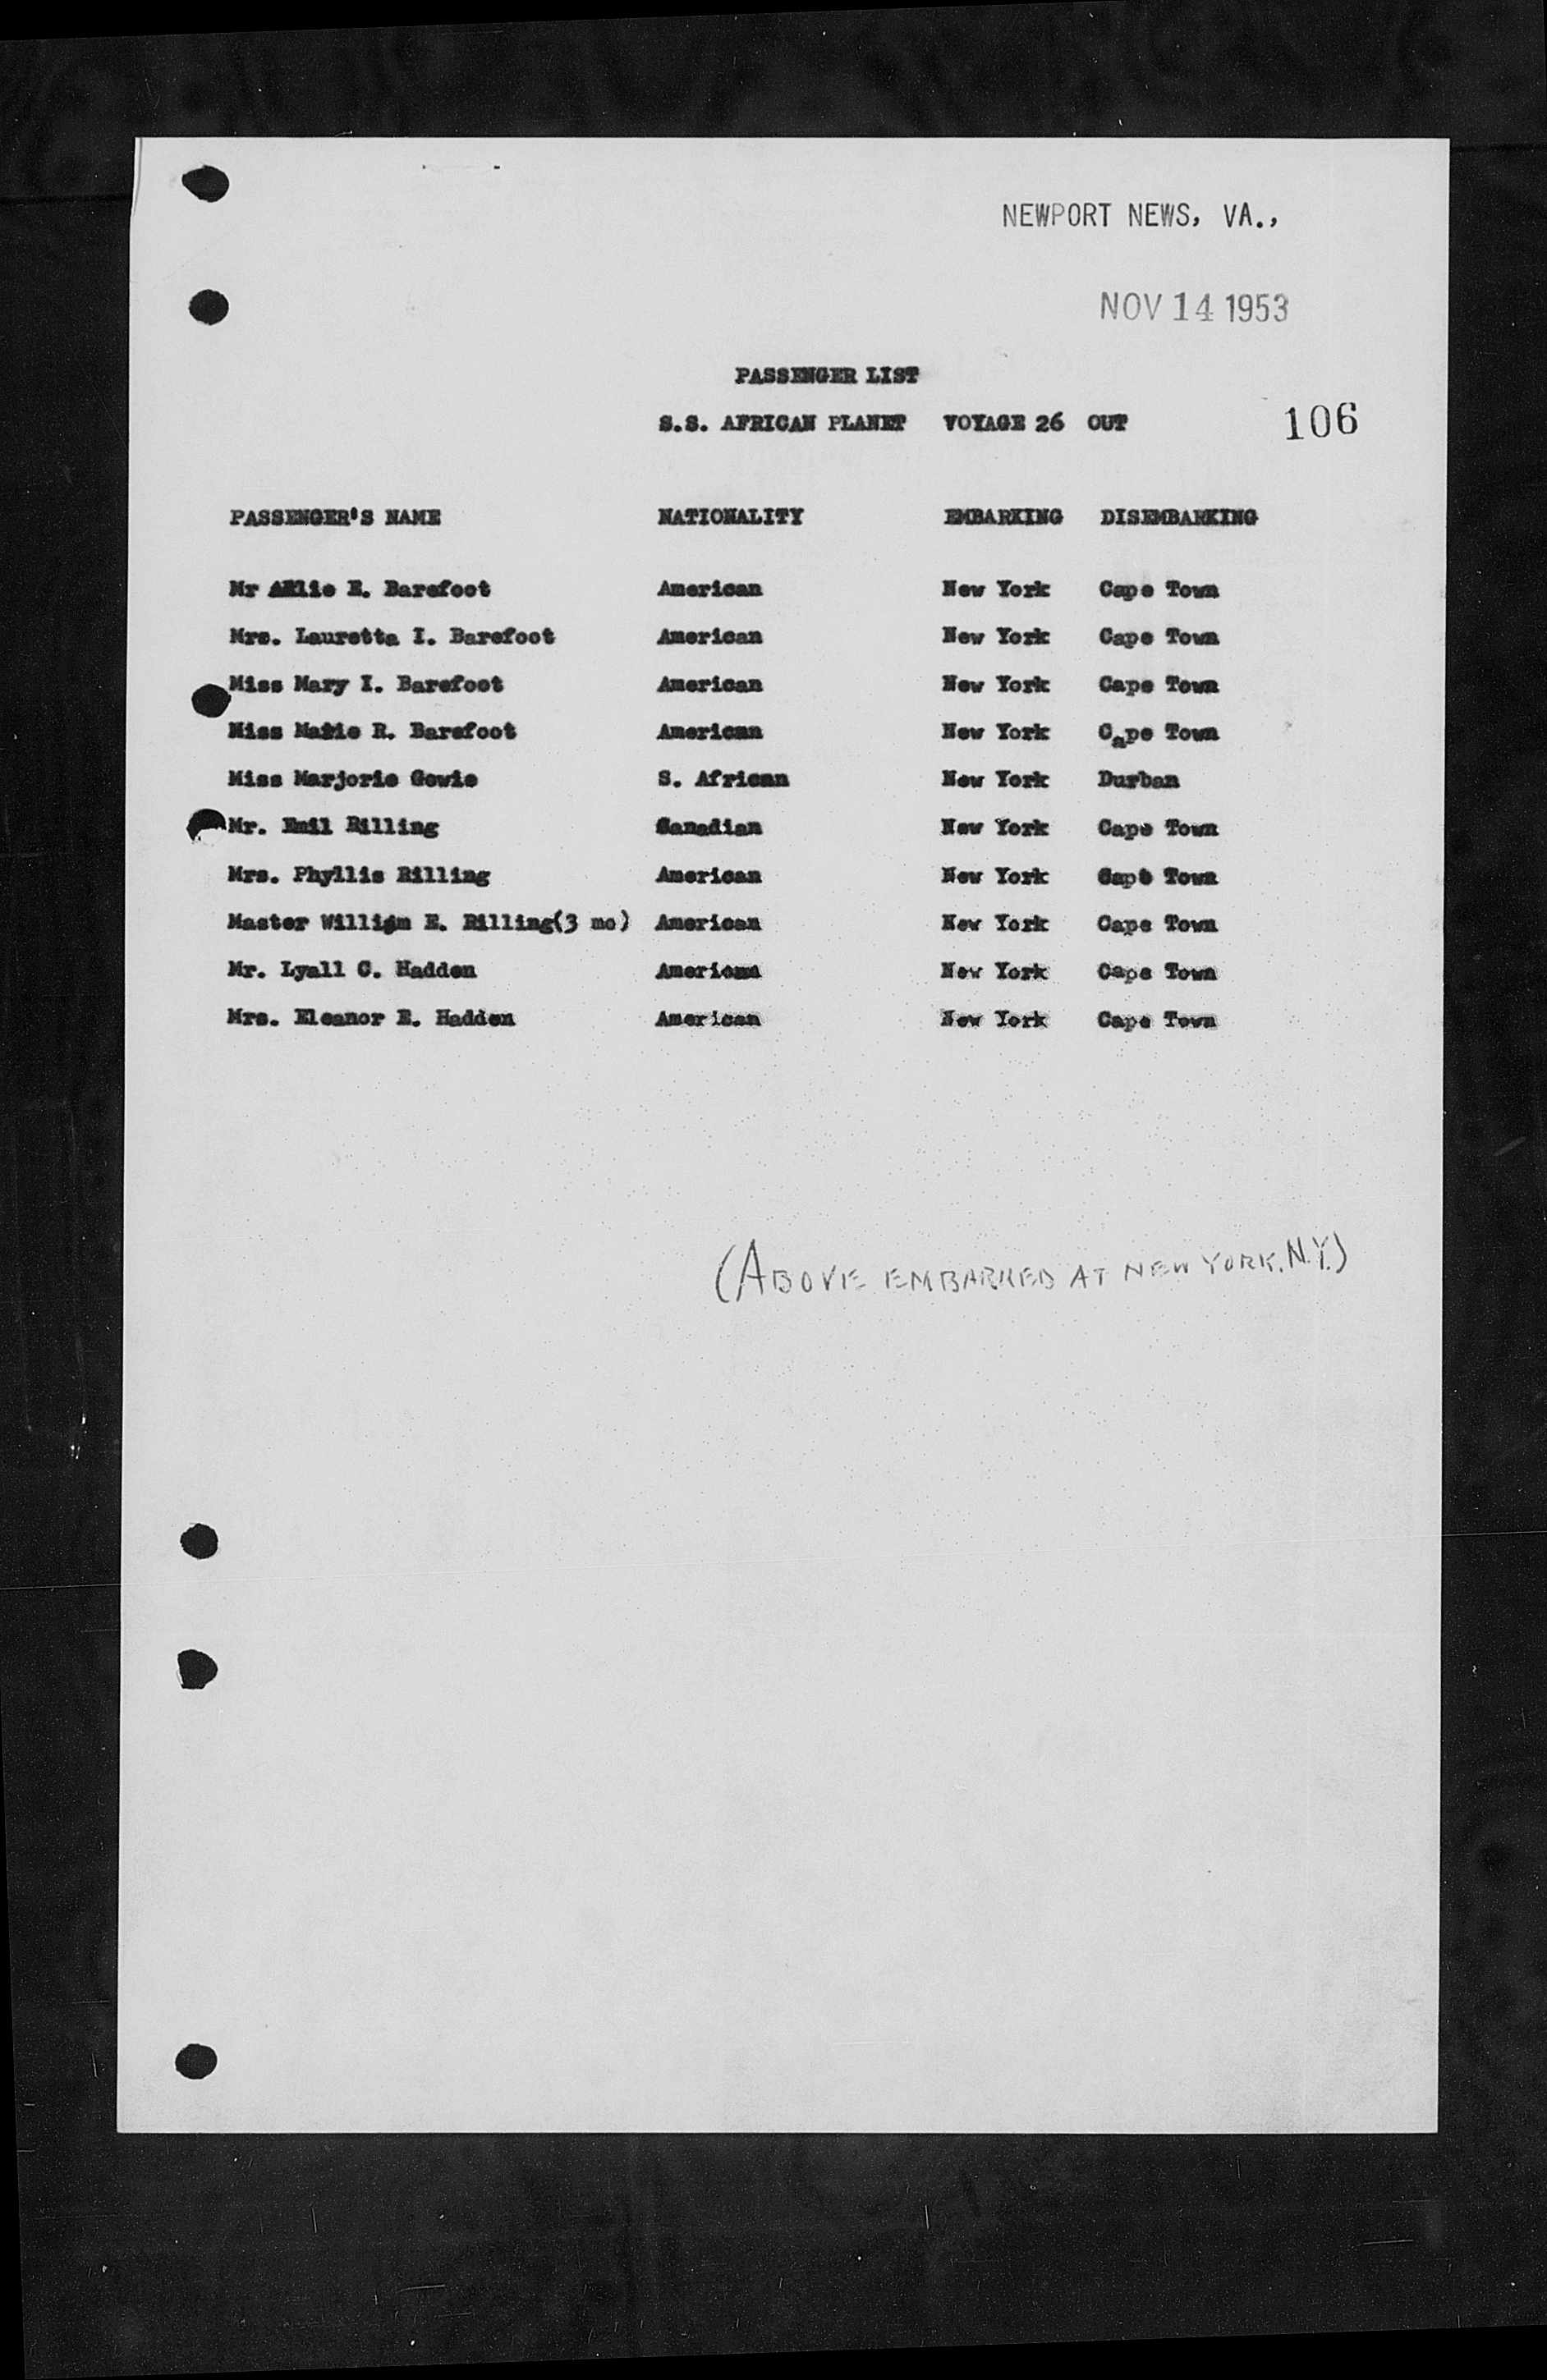 NEWPORT NEWS, VA.,
NOV 14 1953
PASSENGER LIST
S.S. AFRICAN PLANET VOYAGE 26 OUT 106
PASSENGER'S NAME NATIONALITY EMBARKING DISEMBARKING
Mr E. Barefoot American New York Cape Town
Mrs. Lauretta I. Barefoot American New York Cape Town
Miss Mary I. Barefoot American New York Cape Town
Miss R. Barefoot American New York Cape Town
Miss Marjorie Gowie S. African New York Durban
Mr. Emil Rilling Canadian New York Cape Town
Mrs. Phyllis Rilling American New York Cape Town
Master William E. Rilling(3 mo) American New York Cape Town
Mr. Lyall C. Hadden American New York Cape Town
Mrs. Eleanor E. Hadden American New York Cape Town
(ABOVE EMBARKED AT NEW YORK, N.Y.)